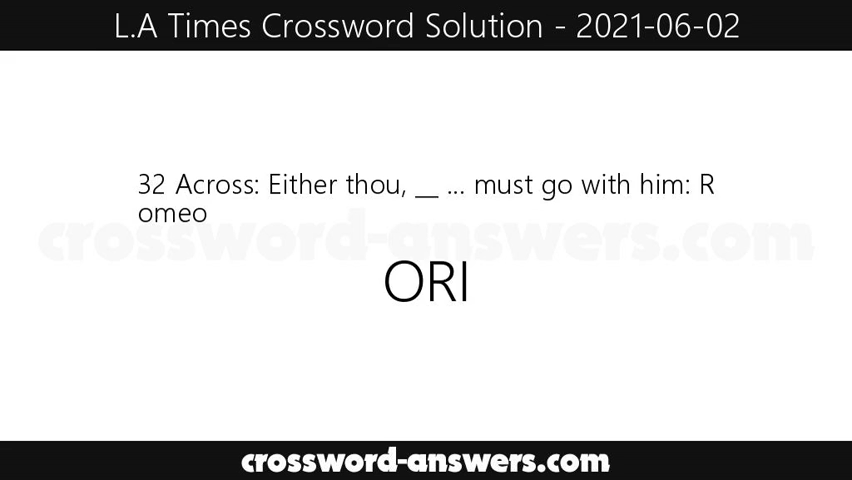 L.A Times Crossword Solution - 2021-06-02
32 Across: Either thou, __ ... must go with him: R
omeo
crossword-answers.com
ORI
crossword-answers.com